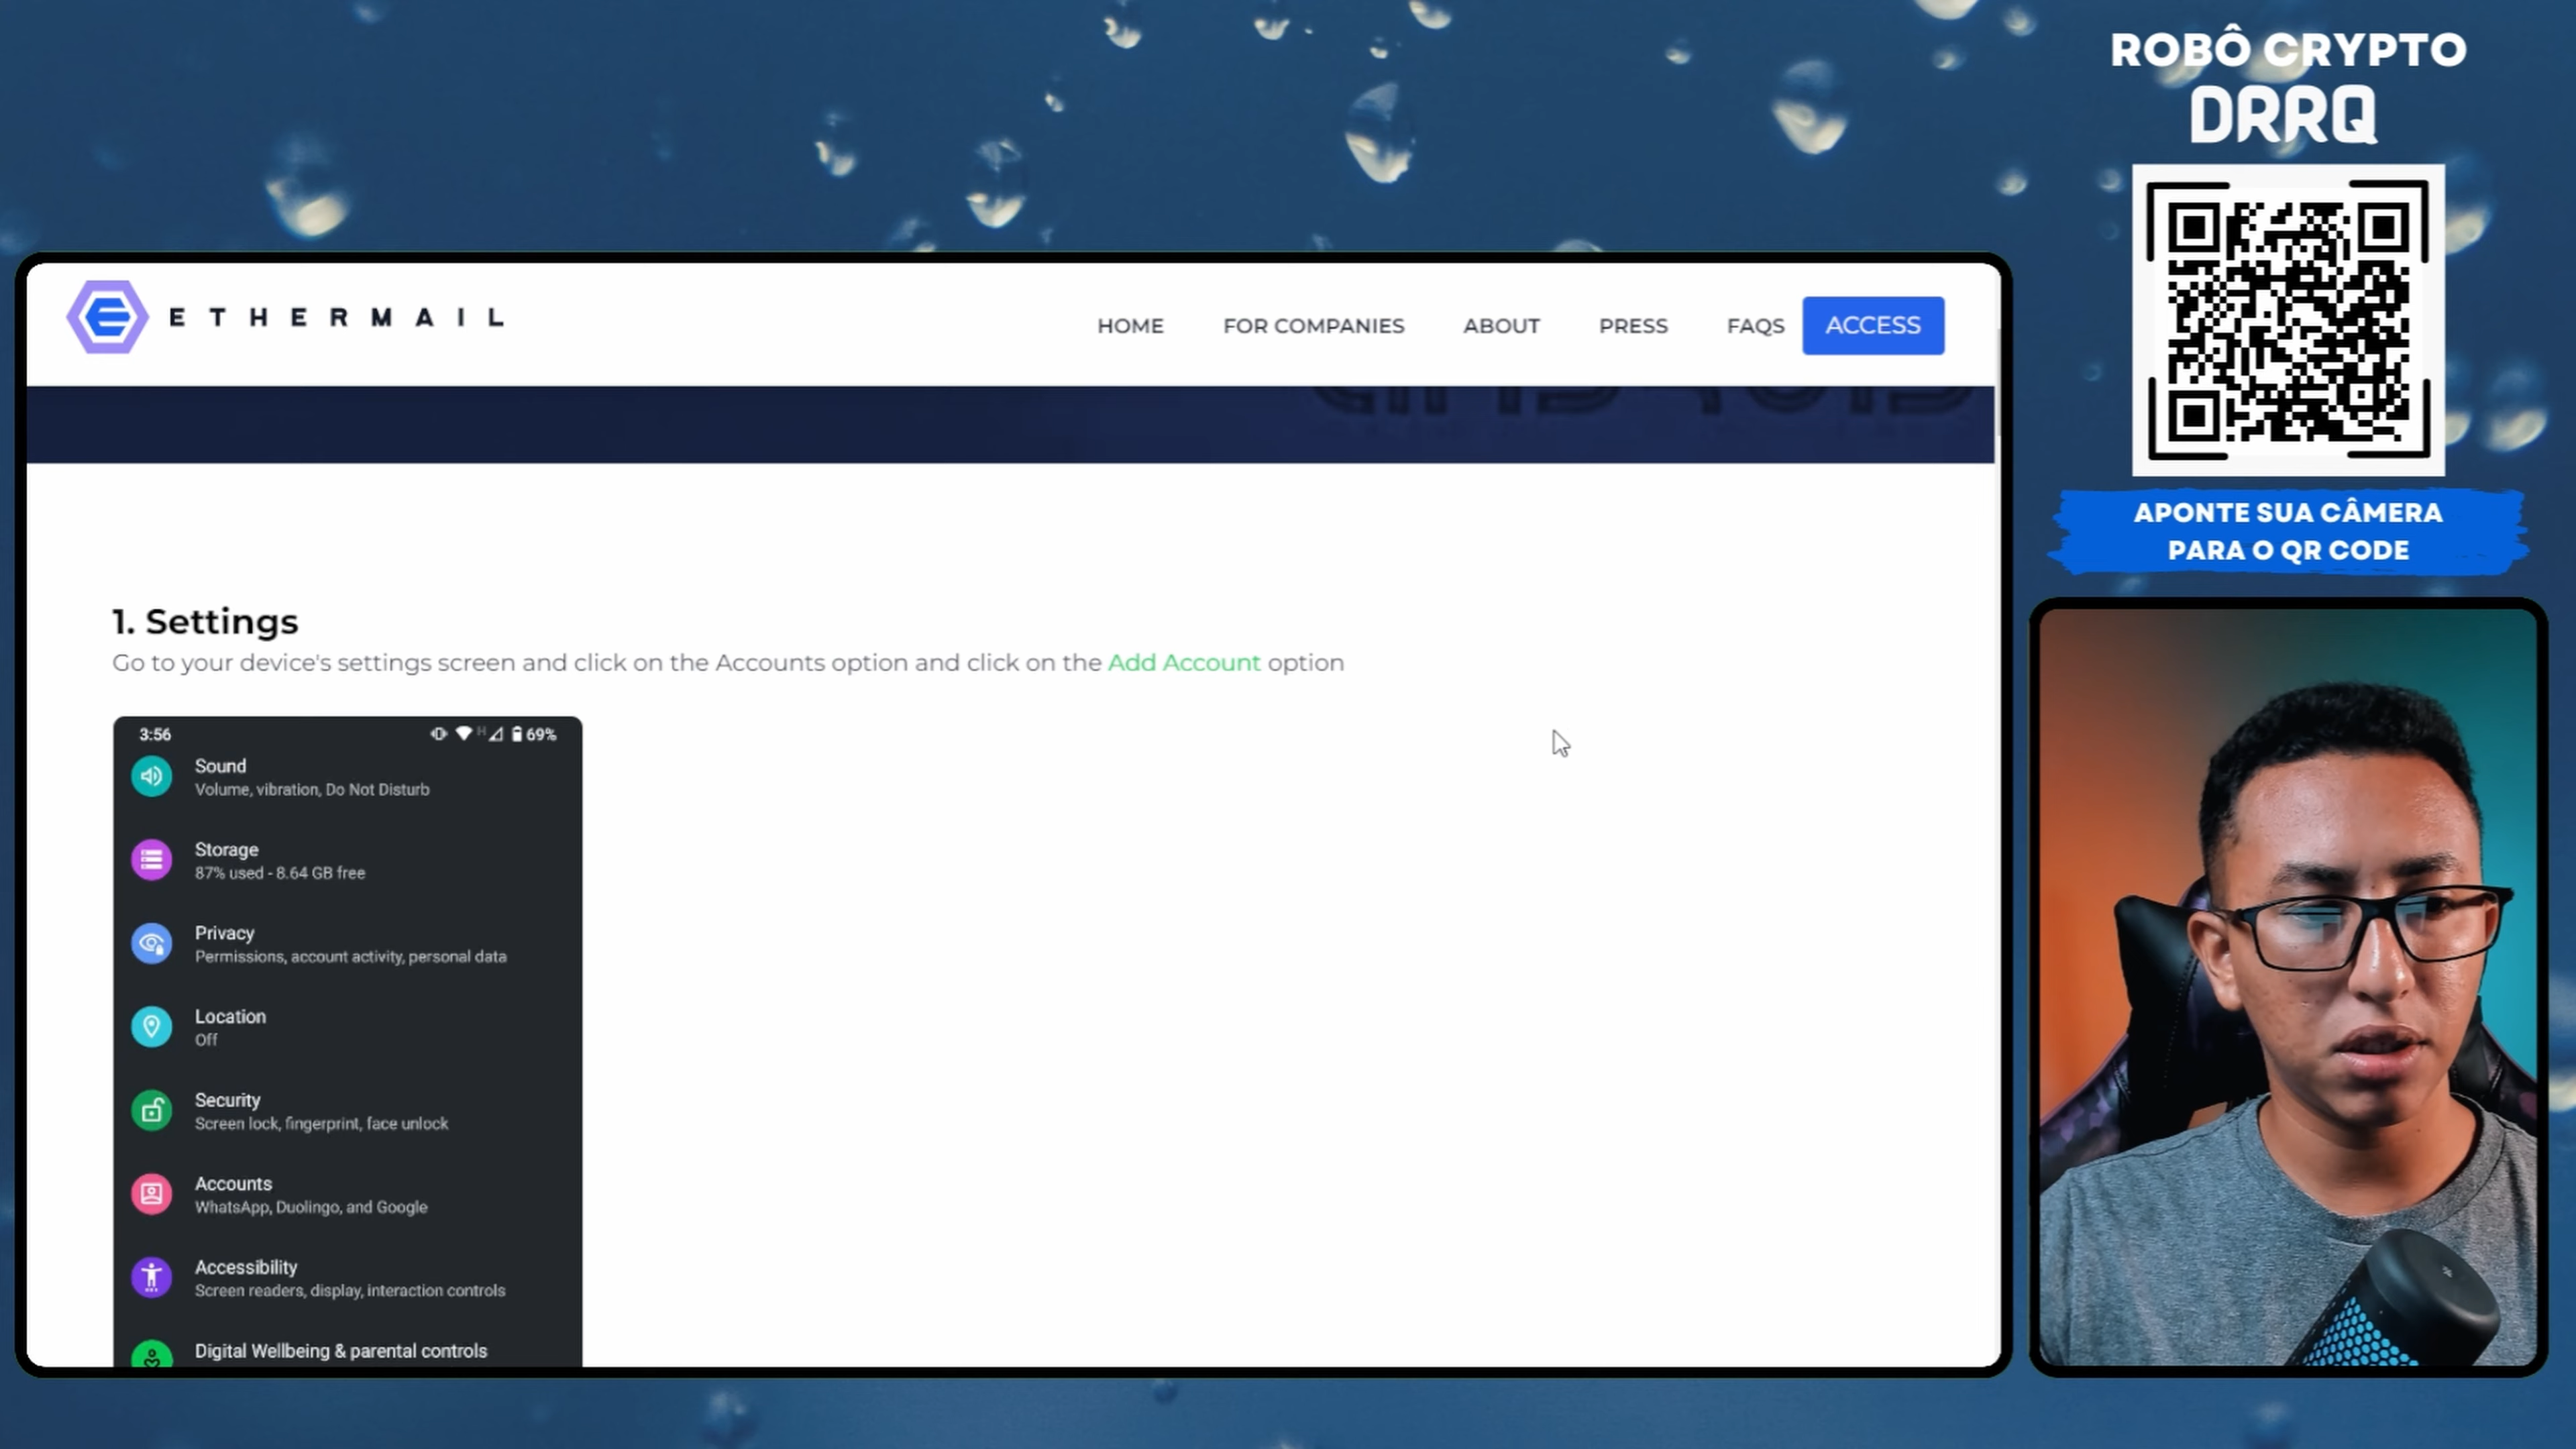 ROBÔ CRYPTO
DRRQ
APONTE SUA CÂMERA
PARA O QR CODE
ETHERMAIL
HOME
FOR COMPANIES
ABOUT
PRESS
FAQS
ACCESS
1. Settings
Go to your device's settings screen and click on the Accounts option and click on the Add Account option
3:56
H
69%
Sound
Volume, vibration, Do Not Disturb
Storage
87% used - 8.64 GB free
Privacy
Permissions, account activity, personal data
Location
Off
Security
Screen lock, fingerprint, face unlock
Accounts
WhatsApp, Duolingo, and Google
Accessibility
Screen readers, display, interaction controls
Digital Wellbeing & parental controls